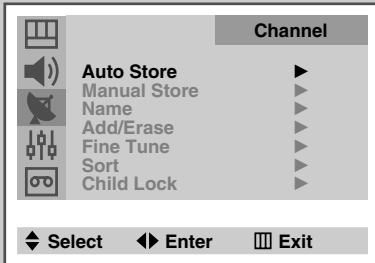 Channel
Auto Store ▶
Manual Store ▶
Name ▶
Add/Erase ▶
Fine Tune ▶
Sort ▶
Child Lock ▶
Select Enter Exit